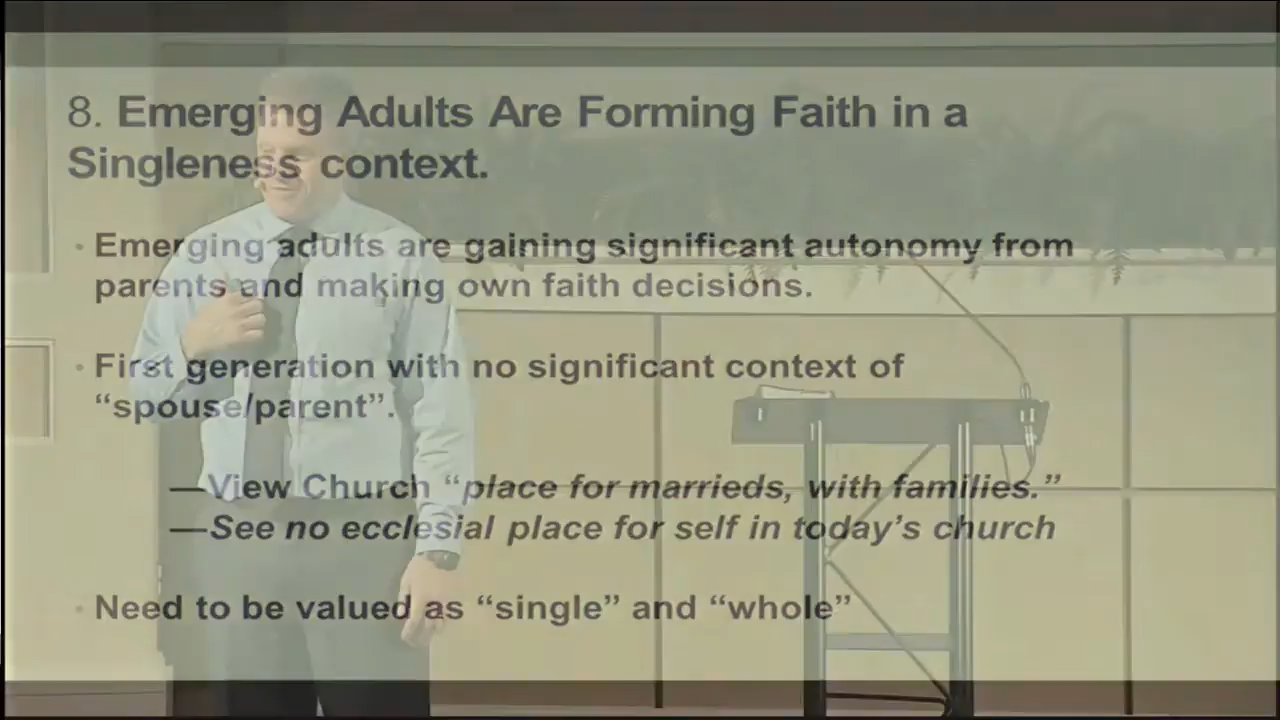 8. Emerging Adults Are Forming Faith in a
Singleness context.
• Emerging adults are gaining significant autonomy from
parents and making own faith decisions.
• First generation with no significant context of
“spouse/parent”.
—View Church “place for marrieds, with families.”
—See no ecclesial place for self in today’s church
• Need to be valued as “single” and “whole”